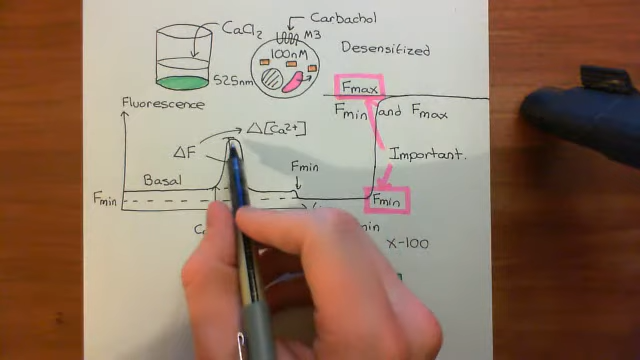 CaCl2
Carbachol
M3
100nM
Desensitized
525nm
Fmax
Fluorescence
Fmin and Fmax
Δ[Ca2+]
ΔF
Important.
Basal
Fmin
Fmin
Fmin
X-100